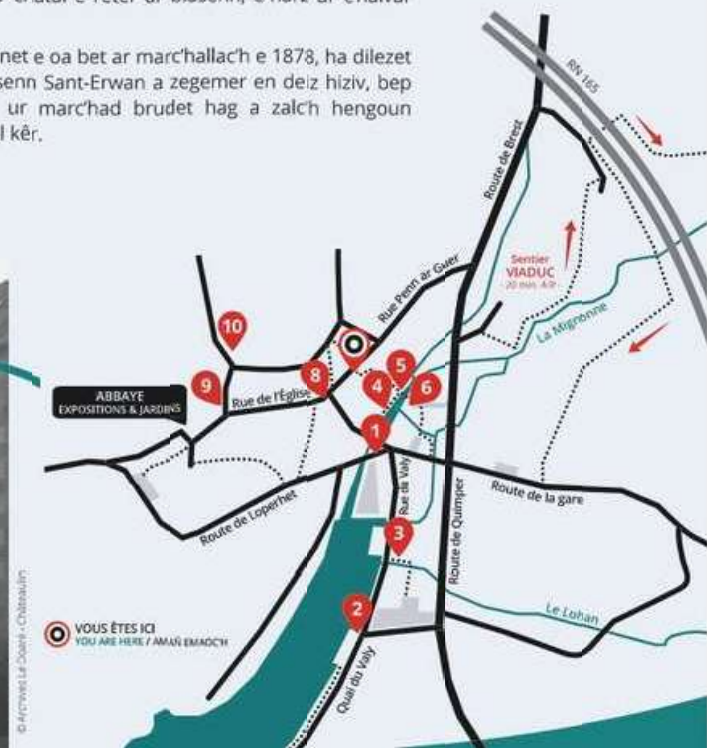 net e oa bet ar marc'hallac'h e 1878, ha dilezet
senn Sant-Erwan a zegemer en deiz hiziv, bep
ur marc'had brudet hag a zalc'h hengoun
l kêr.
RN 165
Route de Brest
Sentier
VIADUC
20 min. A/R
Rue Penn ar Guer
La Mignonne
10
5
8
4
6
9
Rue de l'Église
ABBAYE
EXPOSITIONS & JARDINS
1
Rue de Valy
Route de Quimper
Route de la gare
Route de Loperhet
3
2
Le Lohan
Quai du Valy
VOUS ÊTES ICI
YOU ARE HERE / AMAÑ EMAOC'H
© Archives Le Doaré - Châteaulin